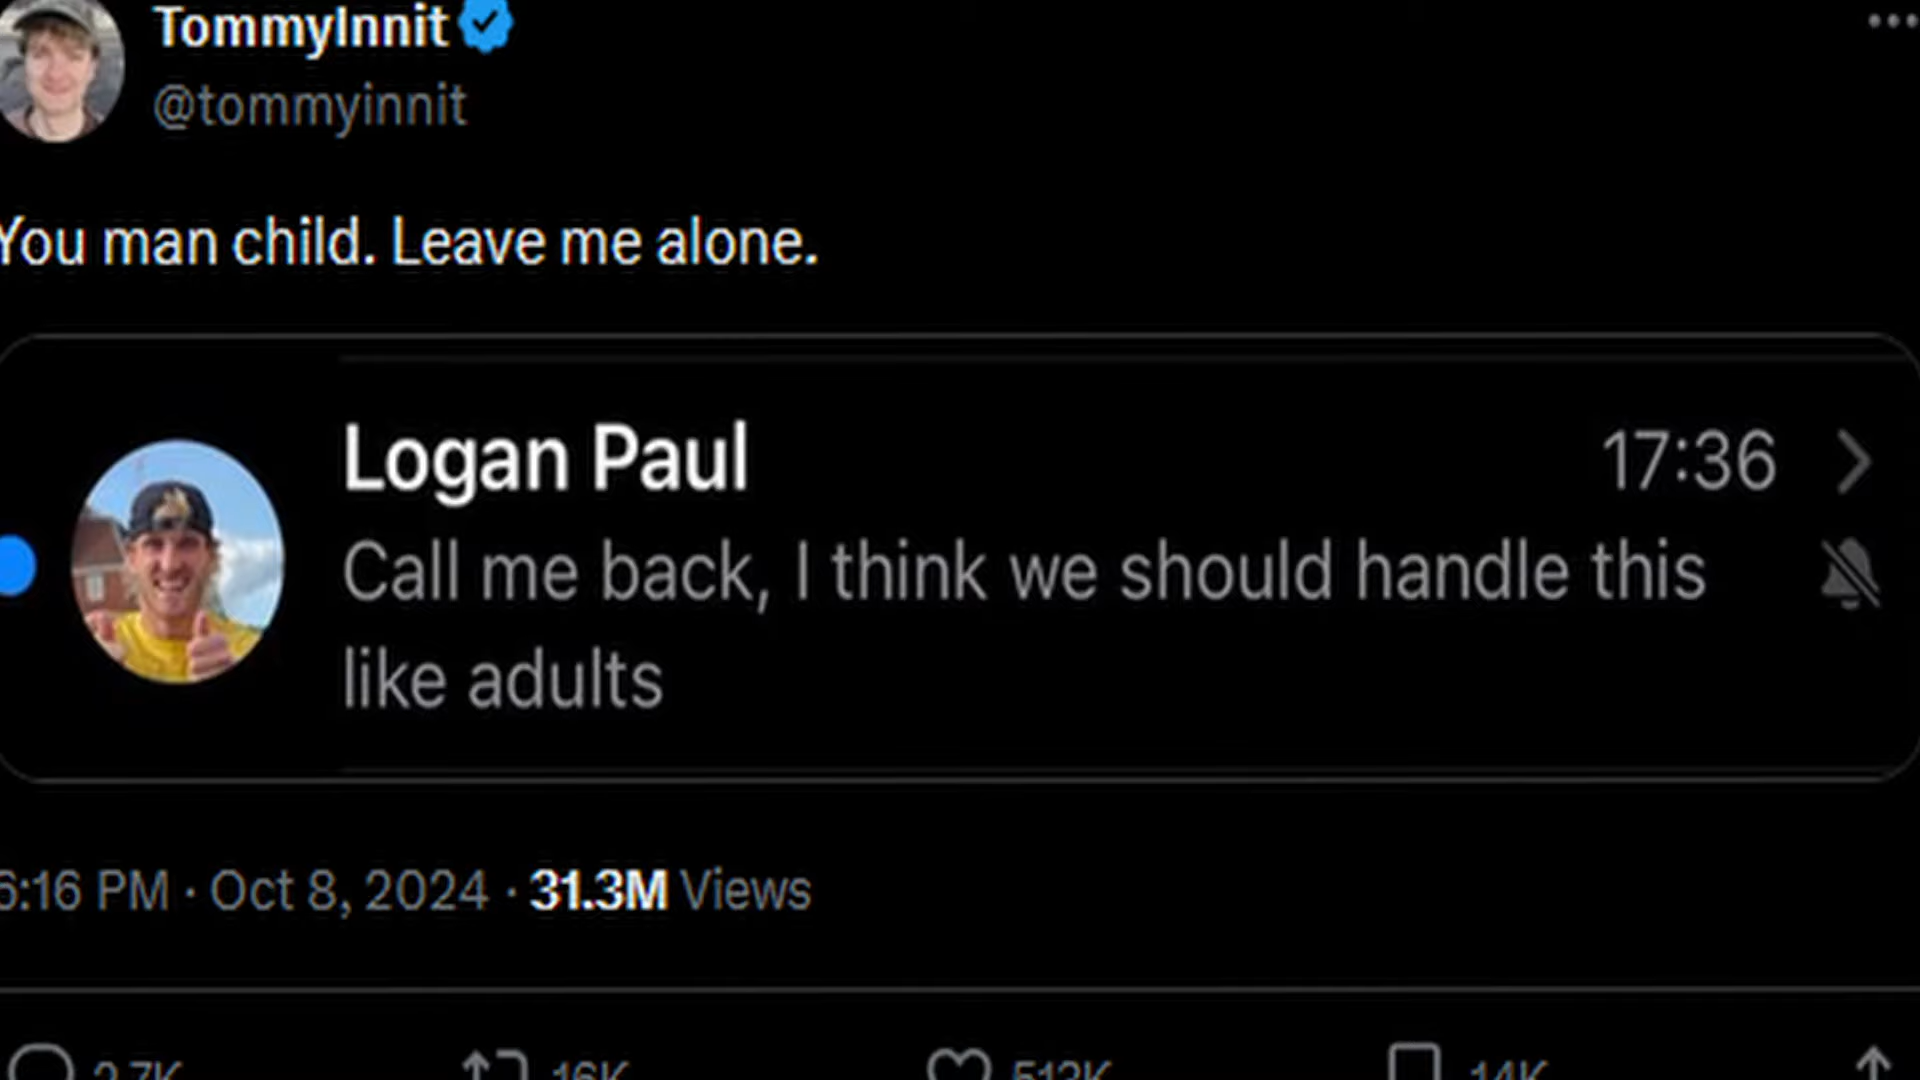 TommyInnit
@tommyinnit
You man child. Leave me alone.
Logan Paul
17:36
Call me back, I think we should handle this
like adults
6:16 PM · Oct 8, 2024 · 31.3M Views
2.7K 16K 513K 14K